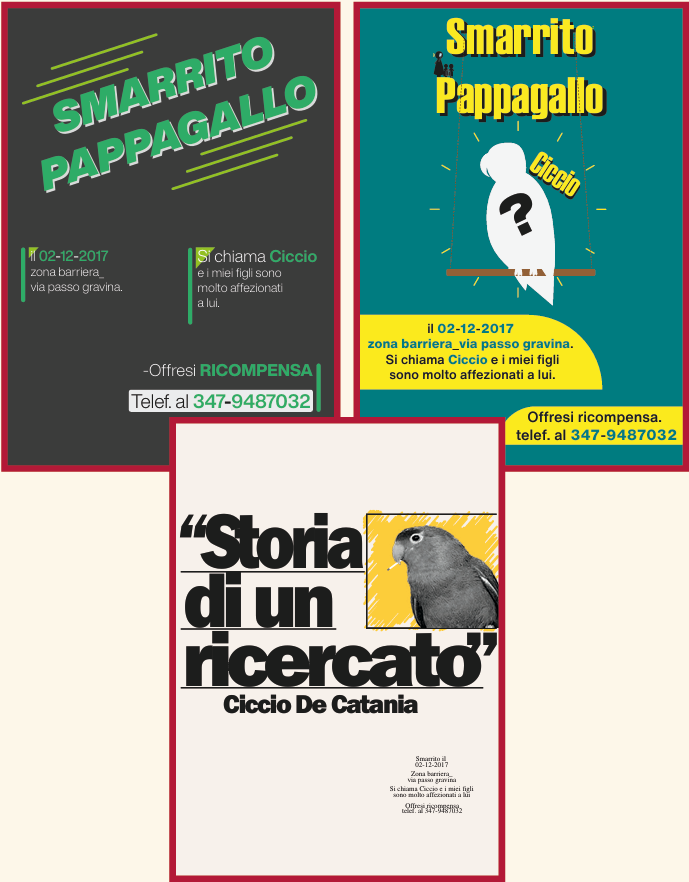 SMARRITO
PAPPAGALLO
il 02-12-2017
zona barriera_
via passo gravina.
Si chiama Ciccio
e i miei figli sono
molto affezionati
a lui.
-Offresi RICOMPENSA
Telef. al 347-9487032
Smarrito
Pappagallo
Ciccio
?
il 02-12-2017
zona barriera_via passo gravina.
Si chiama Ciccio e i miei figli
sono molto affezionati a lui.
Offresi ricompensa.
telef. al 347-9487032
“Storia
di un
ricercato”
Ciccio De Catania
Smarrito il
02-12-2017
Zona barriera_
via passo gravina
Si chiama Ciccio e i miei figli
sono molto affezionati a lui
Offresi ricompensa.
telef. al 347-9487032